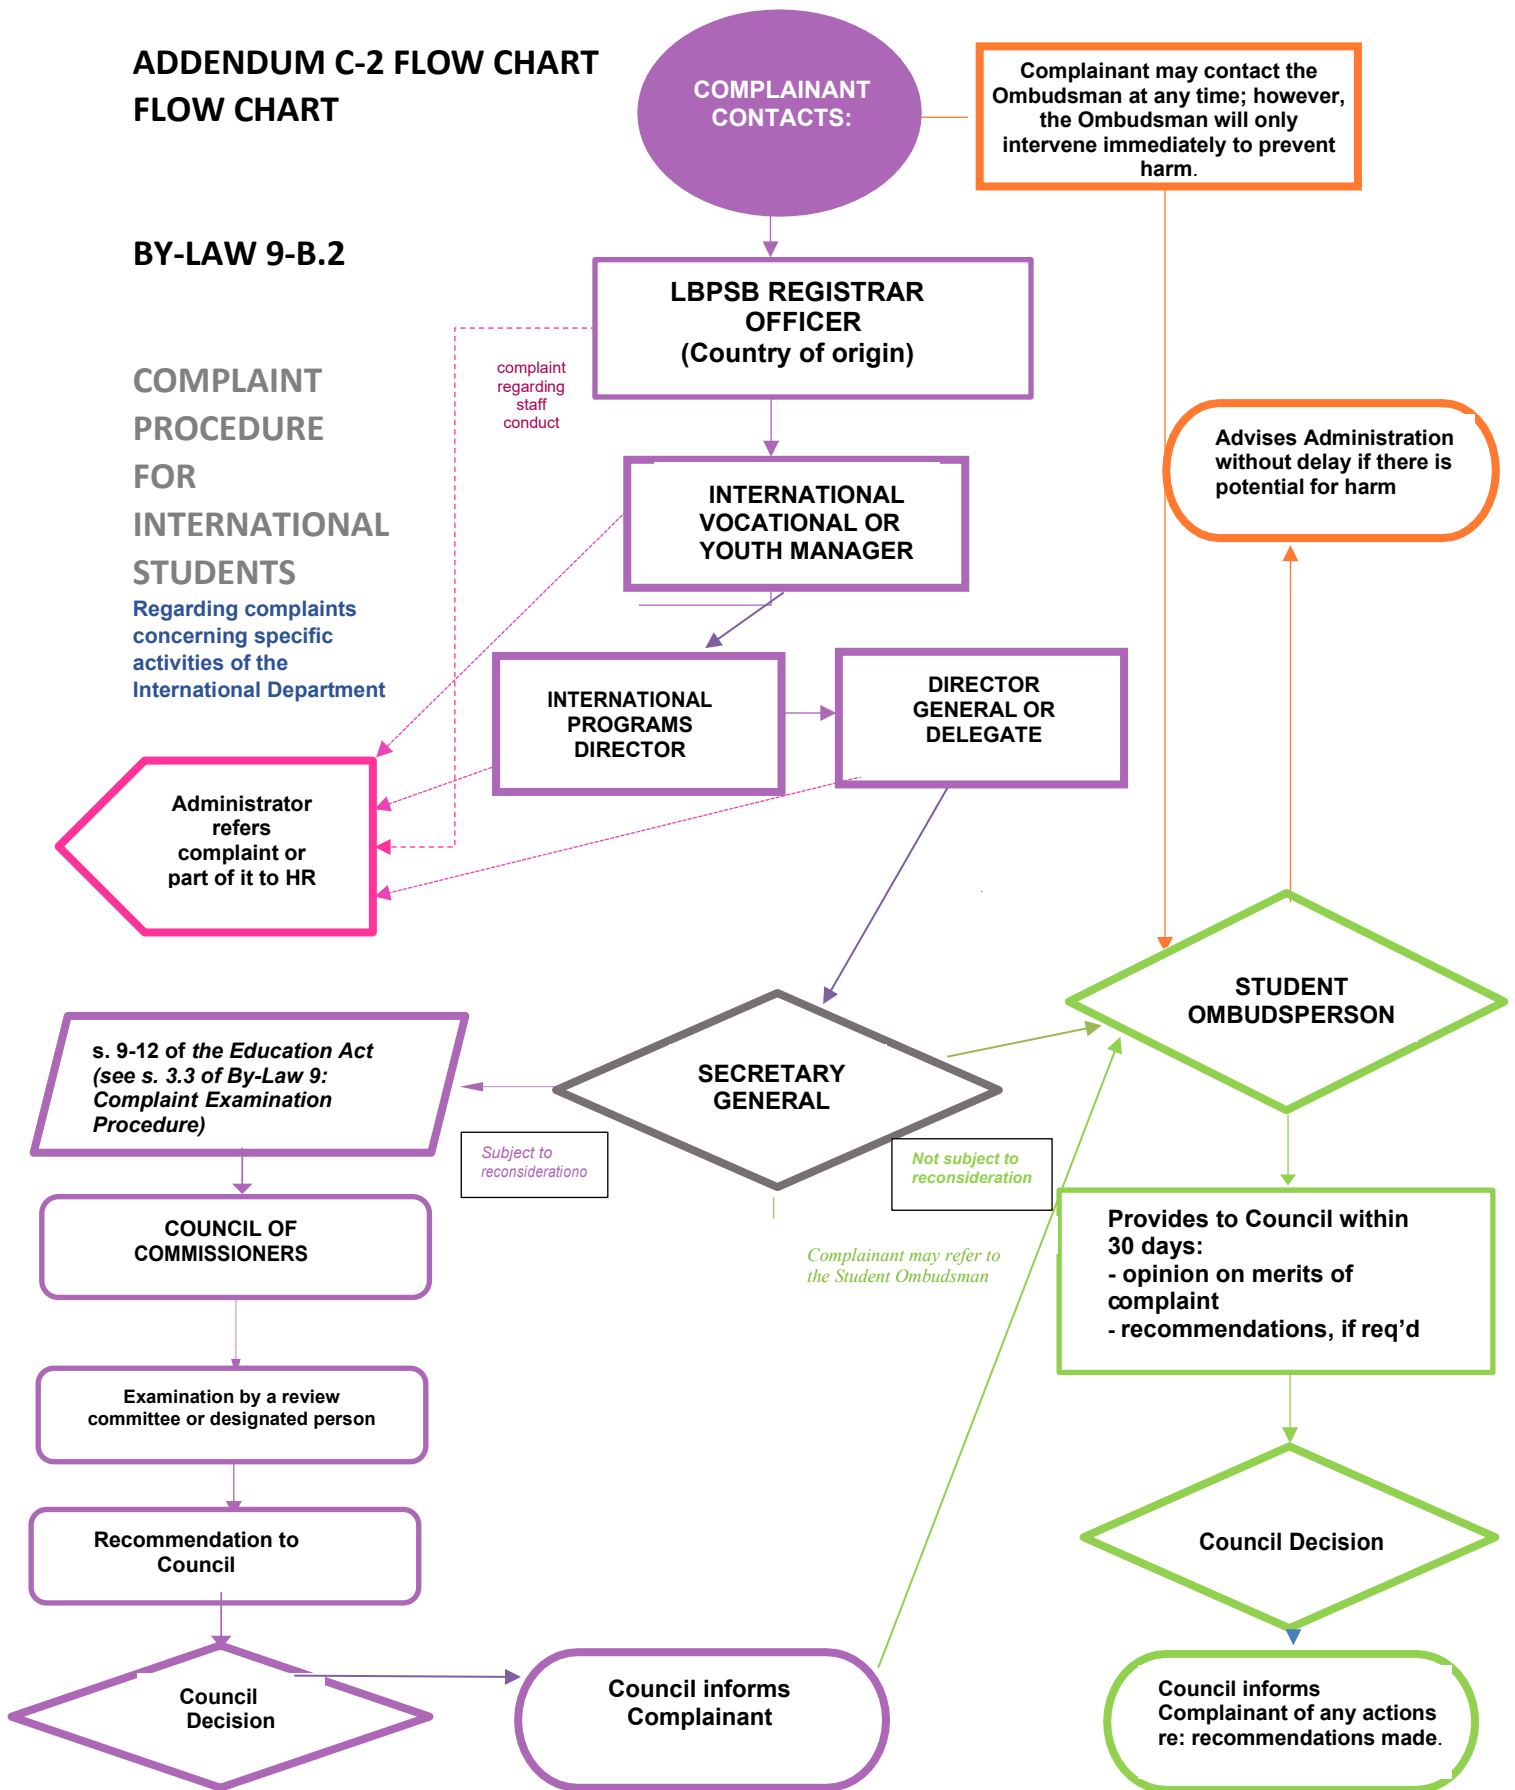 ADDENDUM C-2 FLOW CHART
FLOW CHART
COMPLAINANT
CONTACTS:
Complainant may contact the
Ombudsman at any time; however,
the Ombudsman will only
intervene immediately to prevent
harm.
BY-LAW 9-B.2
LBPSB REGISTRAR
OFFICER
(Country of origin)
complaint
regarding
staff
conduct
COMPLAINT
PROCEDURE
FOR
INTERNATIONAL
STUDENTS
Regarding complaints
concerning specific
activities of the
International Department
Advises Administration
without delay if there is
potential for harm
INTERNATIONAL
VOCATIONAL OR
YOUTH MANAGER
INTERNATIONAL
PROGRAMS
DIRECTOR
DIRECTOR
GENERAL OR
DELEGATE
Administrator
refers
complaint or
part of it to HR
STUDENT
OMBUDSPERSON
s. 9-12 of the Education Act
(see s. 3.3 of By-Law 9:
Complaint Examination
Procedure)
SECRETARY
GENERAL
Subject to
reconsiderationo
Not subject to
reconsideration
Complainant may refer to
the Student Ombudsman
COUNCIL OF
COMMISSIONERS
Provides to Council within
30 days:
- opinion on merits of
complaint
- recommendations, if req’d
Examination by a review
committee or designated person
Recommendation to
Council
Council Decision
Council
Decision
Council informs
Complainant
Council informs
Complainant of any actions
re: recommendations made.